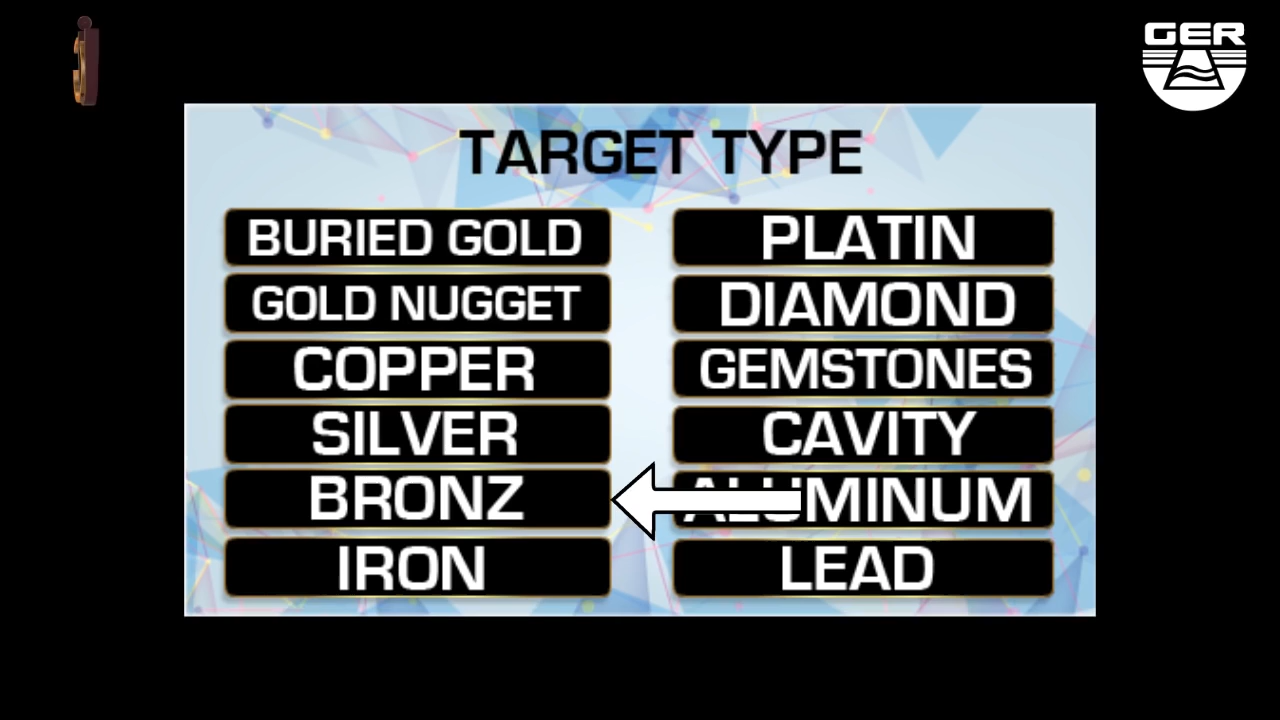 GER
TARGET TYPE
BURIED GOLD
PLATIN
GOLD NUGGET
DIAMOND
COPPER
GEMSTONES
SILVER
CAVITY
BRONZ
ALUMINUM
IRON
LEAD